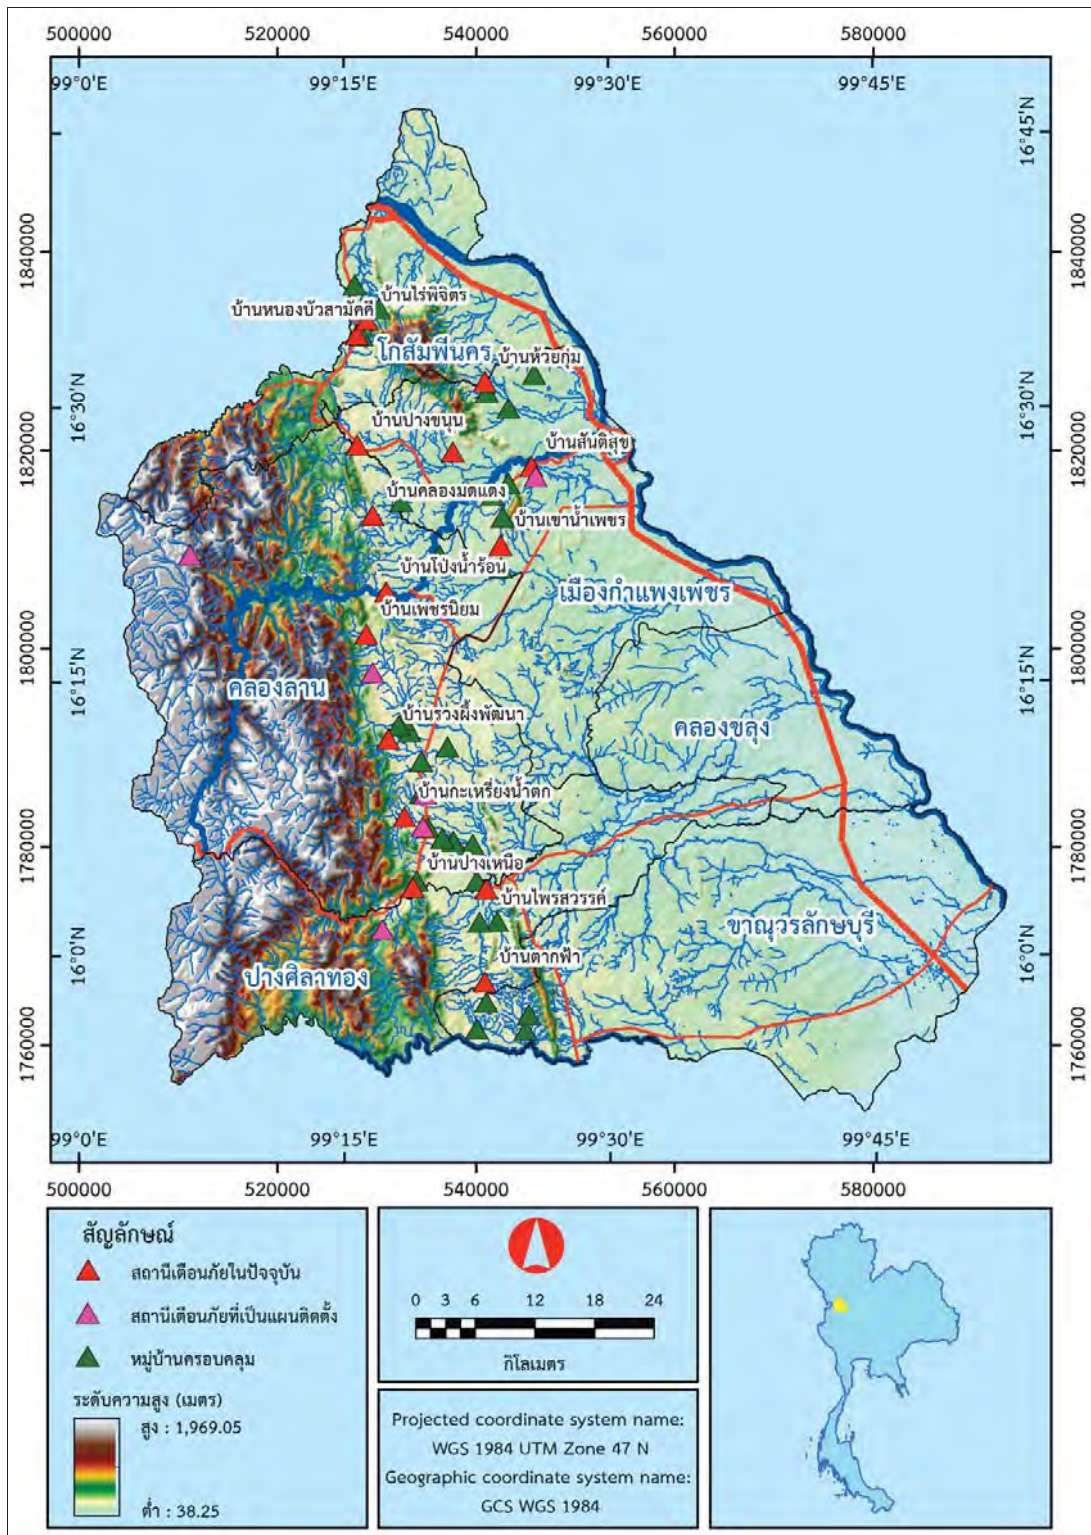 500000 520000 540000 560000 580000
99°0'E 99°15'E 99°30'E 99°45'E
16°45'N
16°45'N
1840000
1840000
บ้านไร่พิจิตร
บ้านหนองบัวสามัคคี
โกสัมพีนคร
บ้านห้วยกุ่ม
16°30'N
16°30'N
บ้านปางขนุน
1820000
1820000
บ้านสันติสุข
บ้านคลองมดแดง
บ้านเขาน้ำเพชร
บ้านโป่งน้ำร้อน
เมืองกำแพงเพชร
บ้านเพชรนิยม
1800000
1800000
16°15'N
16°15'N
คลองลาน
บ้านรวงผึ้งพัฒนา
คลองขลุง
บ้านกะเหรี่ยงน้ำตก
1780000
1780000
บ้านปางเหนือ
บ้านไพรสวรรค์
ขาณุวรลักษบุรี
16°0'N
16°0'N
บ้านตากฟ้า
ปางศิลาทอง
1760000
1760000
99°0'E 99°15'E 99°30'E 99°45'E
500000 520000 540000 560000 580000
สัญลักษณ์
สถานีเตือนภัยในปัจจุบัน
สถานีเตือนภัยที่เป็นแผนติดตั้ง
หมู่บ้านครอบคลุม
ระดับความสูง (เมตร)
สูง : 1,969.05
ต่ำ : 38.25
0 3 6 12 18 24
กิโลเมตร
Projected coordinate system name:
WGS 1984 UTM Zone 47 N
Geographic coordinate system name:
GCS WGS 1984